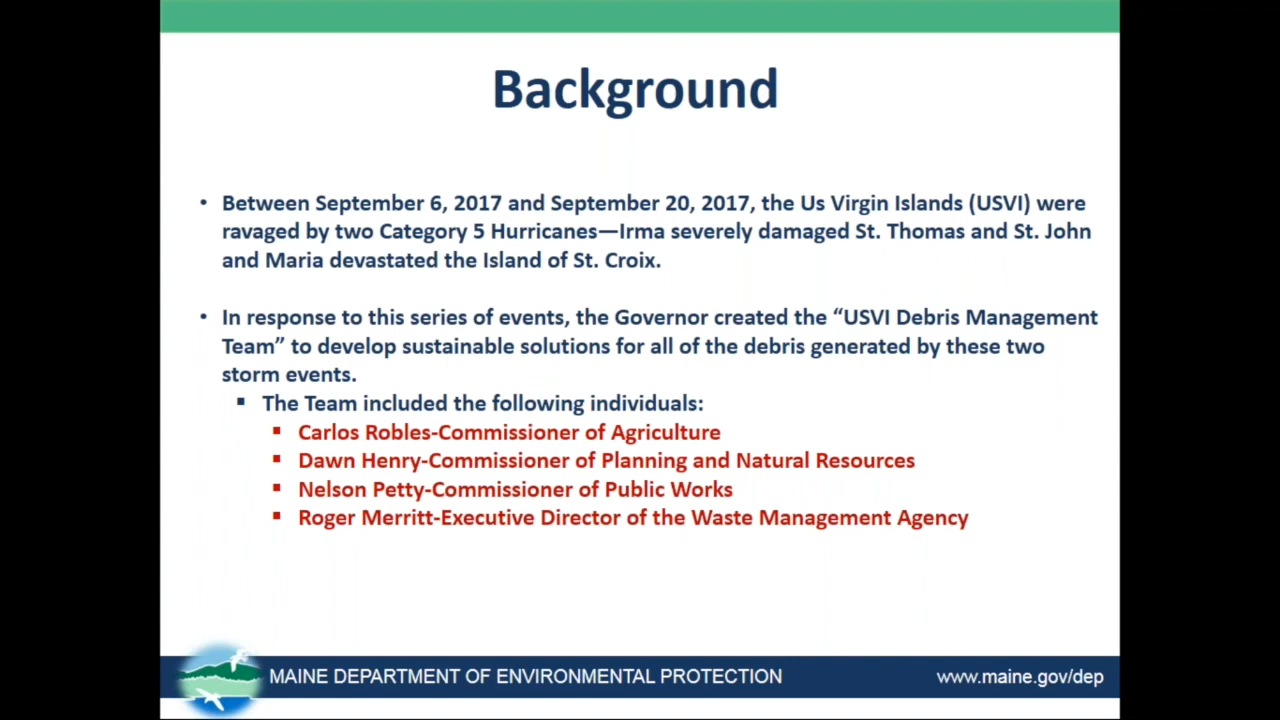 Background
• Between September 6, 2017 and September 20, 2017, the Us Virgin Islands (USVI) were
ravaged by two Category 5 Hurricanes—Irma severely damaged St. Thomas and St. John
and Maria devastated the Island of St. Croix.
• In response to this series of events, the Governor created the “USVI Debris Management
Team” to develop sustainable solutions for all of the debris generated by these two
storm events.
▪ The Team included the following individuals:
▪ Carlos Robles-Commissioner of Agriculture
▪ Dawn Henry-Commissioner of Planning and Natural Resources
▪ Nelson Petty-Commissioner of Public Works
▪ Roger Merritt-Executive Director of the Waste Management Agency
MAINE DEPARTMENT OF ENVIRONMENTAL PROTECTION
www.maine.gov/dep